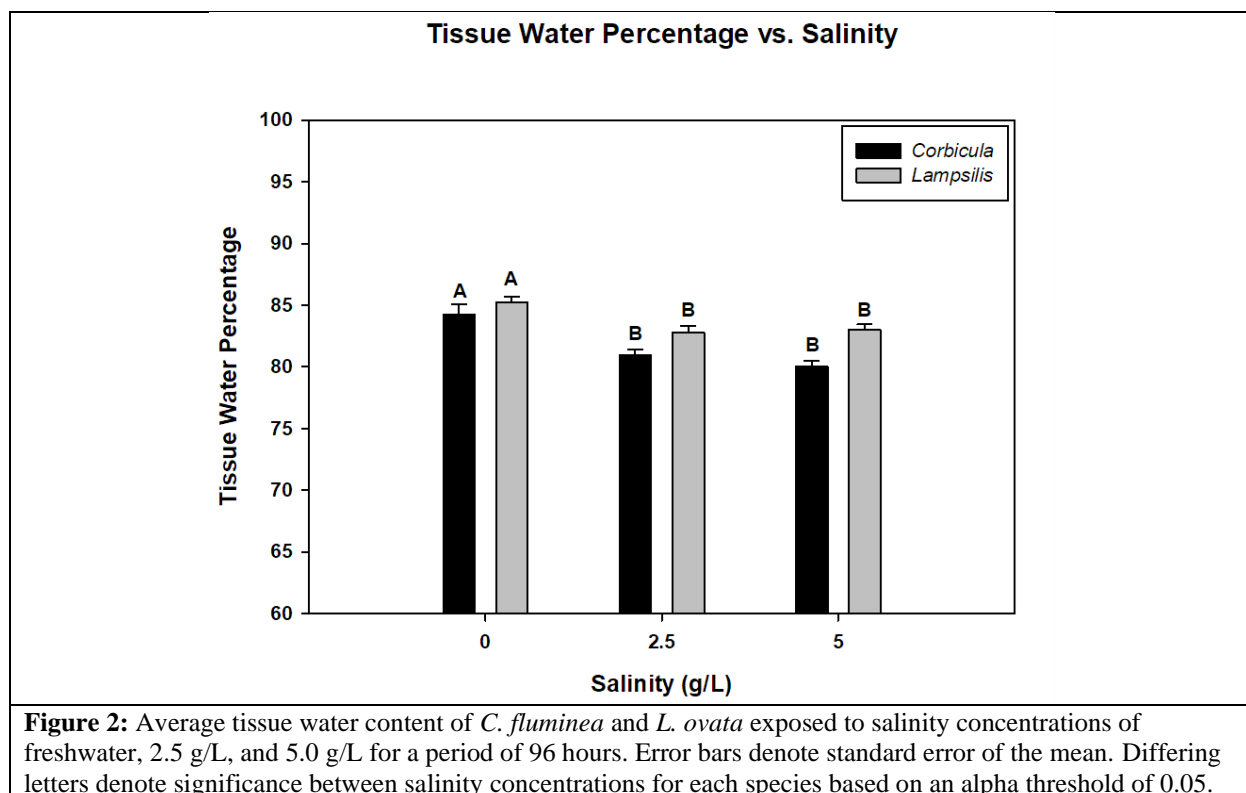 Tissue Water Percentage vs. Salinity
100
95
90
85
80
75
70
65
60
Tissue Water Percentage
Corbicula
Lampsilis
A A
B B
B B
0 2.5 5
Salinity (g/L)
Figure 2: Average tissue water content of C. fluminea and L. ovata exposed to salinity concentrations of
freshwater, 2.5 g/L, and 5.0 g/L for a period of 96 hours. Error bars denote standard error of the mean. Differing
letters denote significance between salinity concentrations for each species based on an alpha threshold of 0.05.